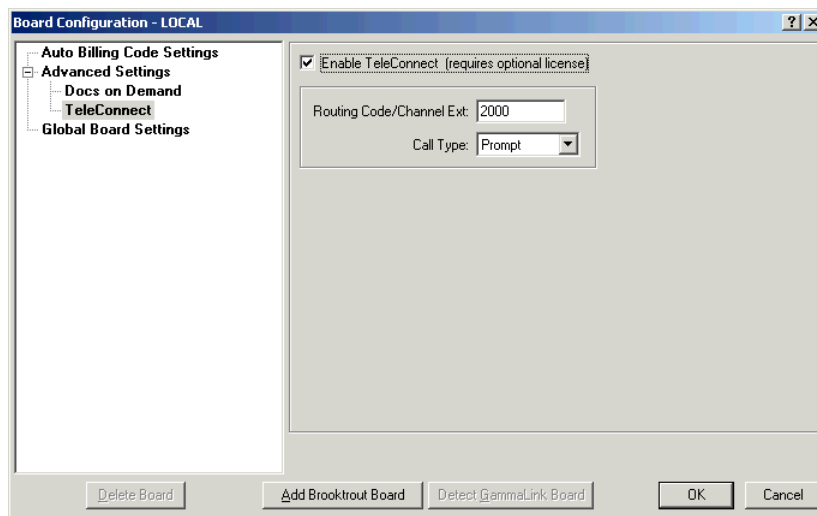 Board Configuration - LOCAL
Auto Billing Code Settings
Advanced Settings
Docs on Demand
TeleConnect
Global Board Settings
Enable TeleConnect (requires optional license)
Routing Code/Channel Ext: 2000
Call Type: Prompt
Delete Board
Add Brooktrout Board
Detect GammaLink Board
OK
Cancel